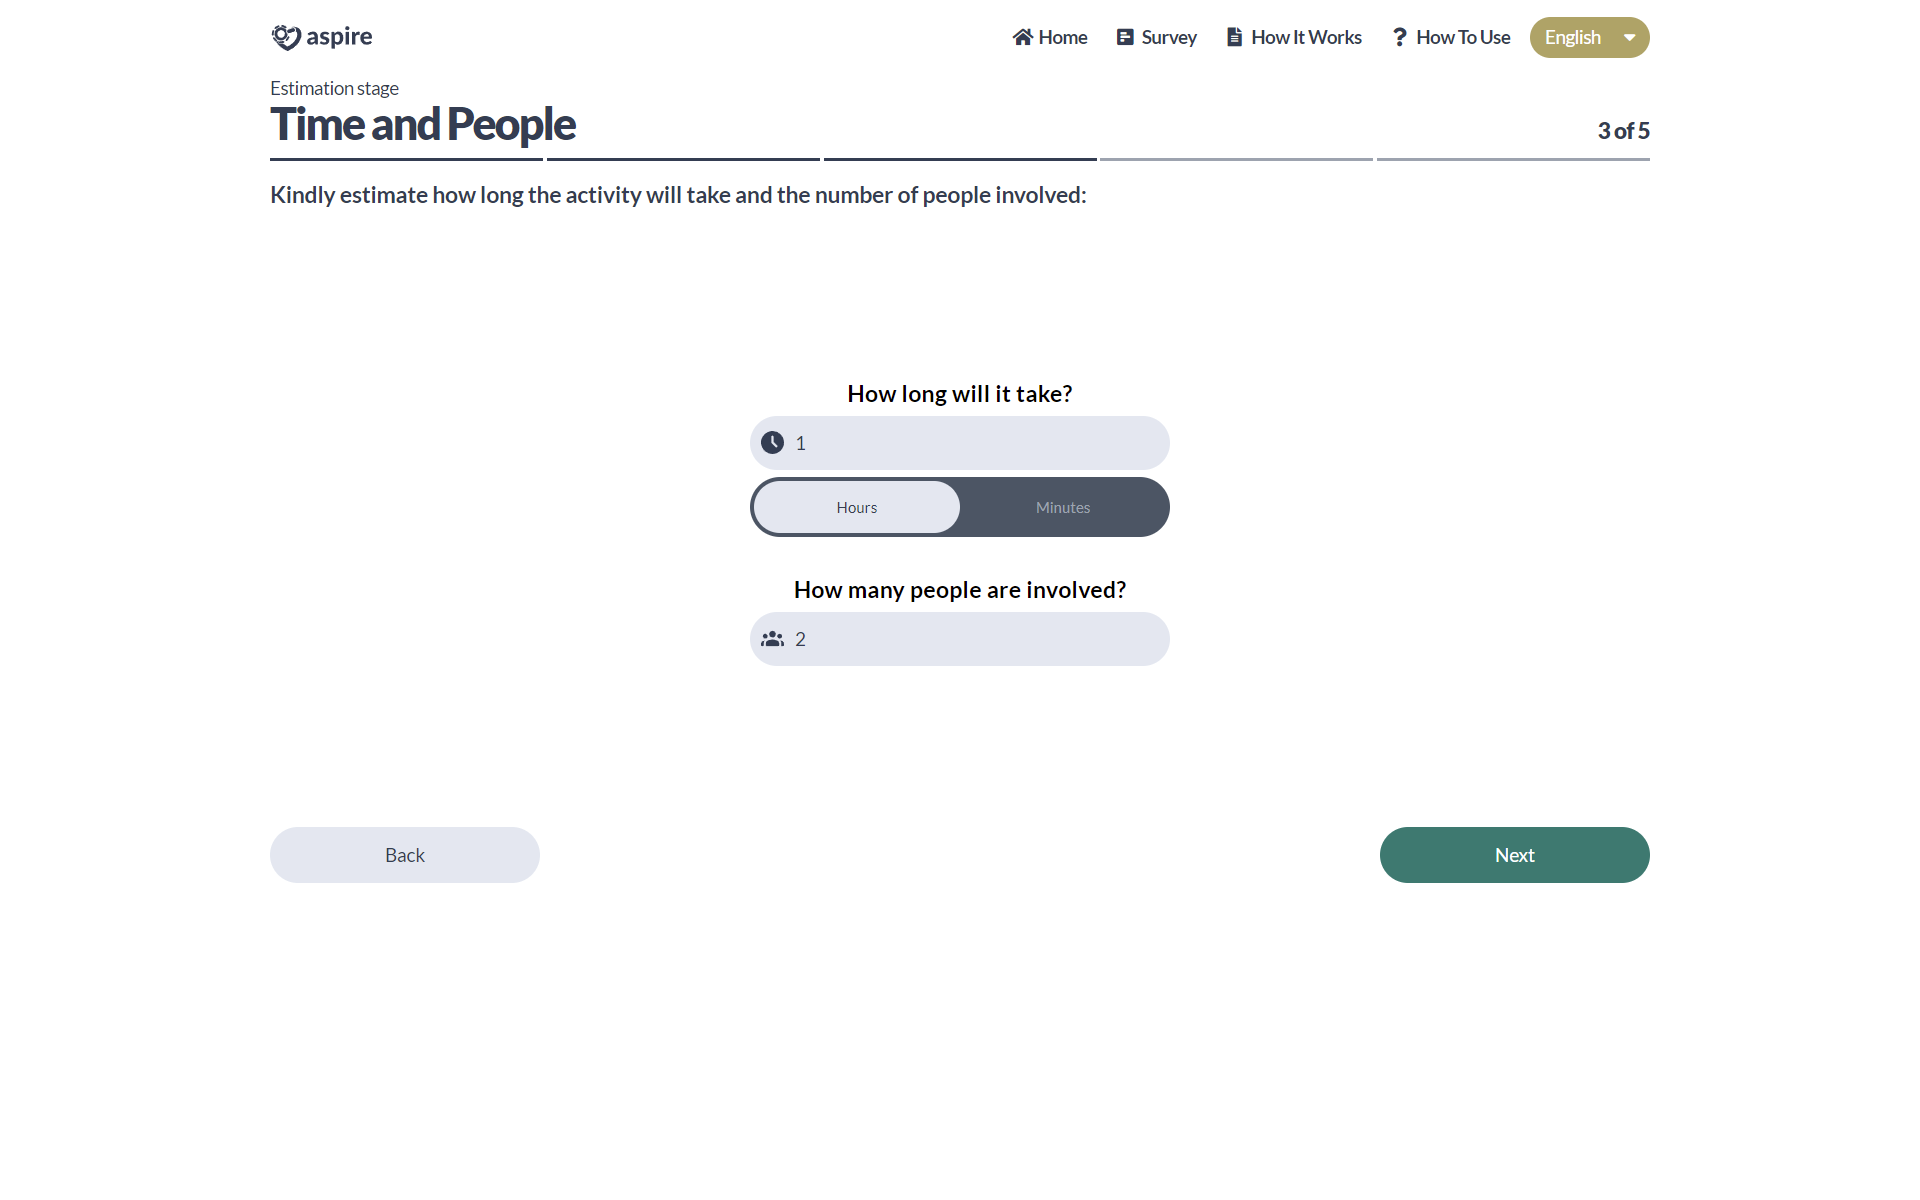 aspire
Home
Survey
How It Works
How To Use
English
Estimation stage
Time and People
3 of 5
Kindly estimate how long the activity will take and the number of people involved:
How long will it take?
1
Hours
Minutes
How many people are involved?
2
Back
Next